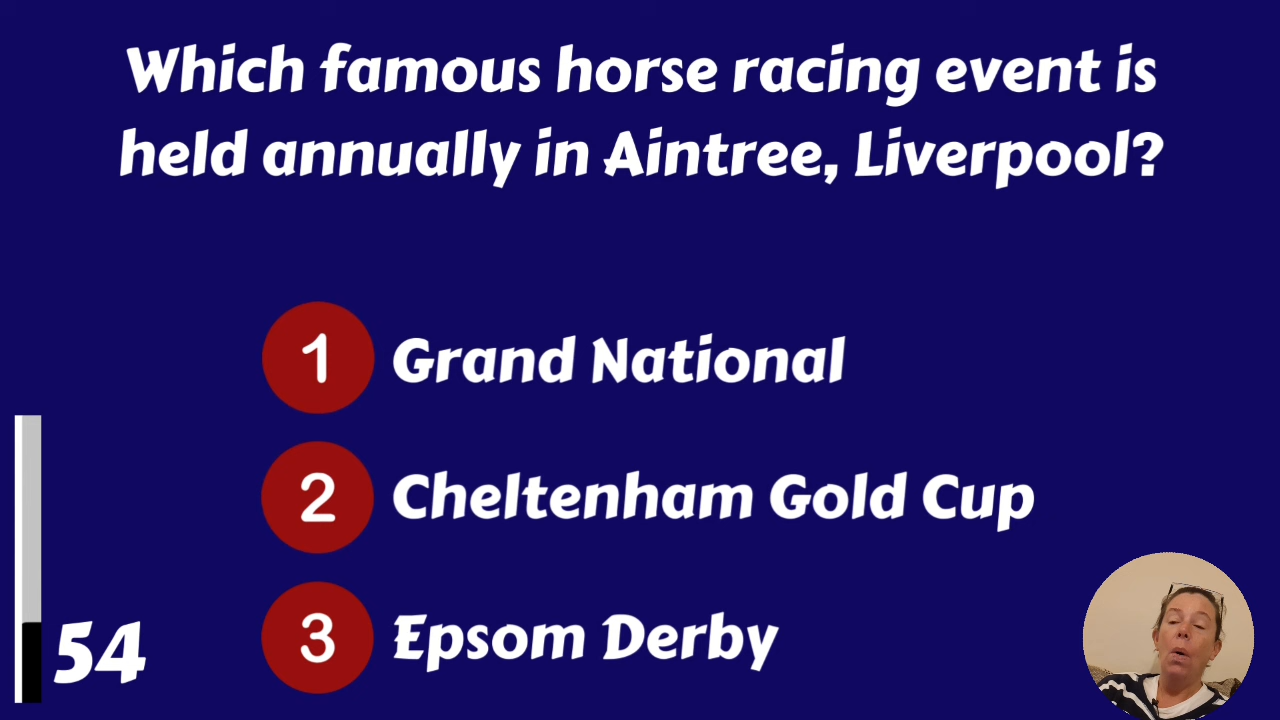 Which famous horse racing event is
held annually in Aintree, Liverpool?
1 Grand National
2 Cheltenham Gold Cup
3 Epsom Derby
54